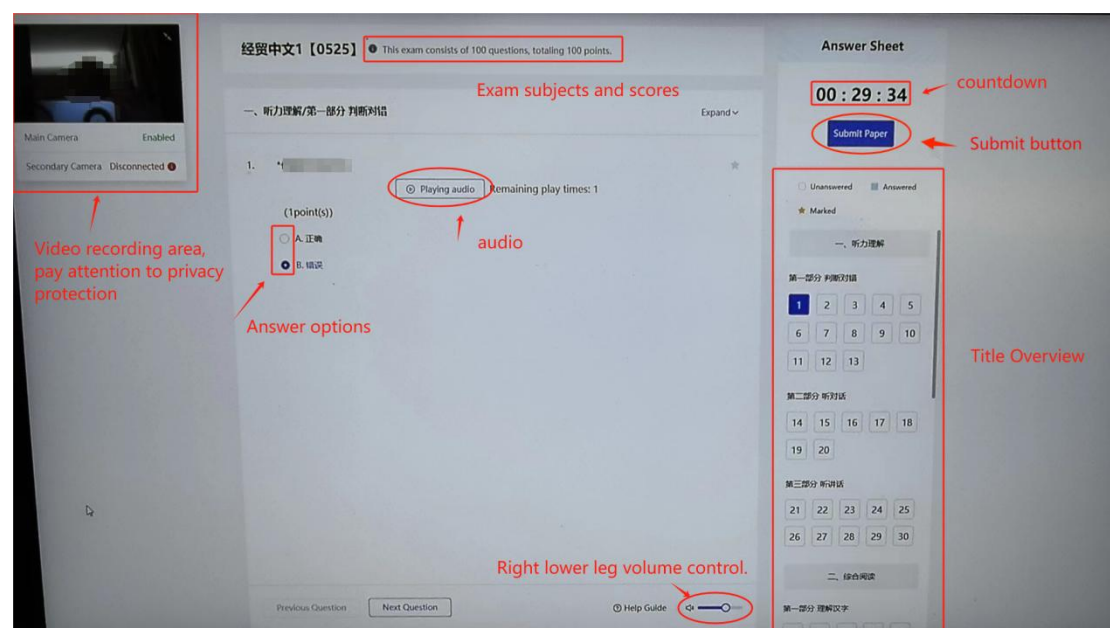 经贸中文1【0525】 This exam consists of 100 questions, totaling 100 points.
Exam subjects and scores
一、听力理解/第一部分 判断对错
Expand
Main Camera Enabled
Secondary Camera Disconnected
Video recording area,
pay attention to privacy
protection
1.
Playing audio Remaining play times: 1
(1point(s))
A. 正确
B. 错误
audio
Answer options
Right lower leg volume control.
Previous Question Next Question
Help Guide
Answer Sheet
00 : 29 : 34
countdown
Submit Paper
Submit button
Unanswered Answered
Marked
一、听力理解
第一部分 判断对错
1 2 3 4 5
6 7 8 9 10
11 12 13
Title Overview
第二部分 听对话
14 15 16 17 18
19 20
第三部分 听讲话
21 22 23 24 25
26 27 28 29 30
二、综合阅读
第一部分 理解汉字